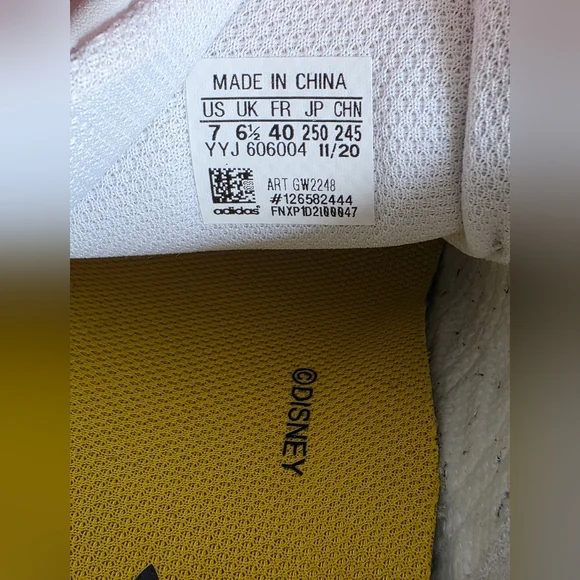 MADE IN CHINA
US UK FR JP CHN
7 6½ 40 250 245
YYJ 606004 11/20
ART GW2248
#126582444
adidas FNXP1D2I00047
©DISNEY